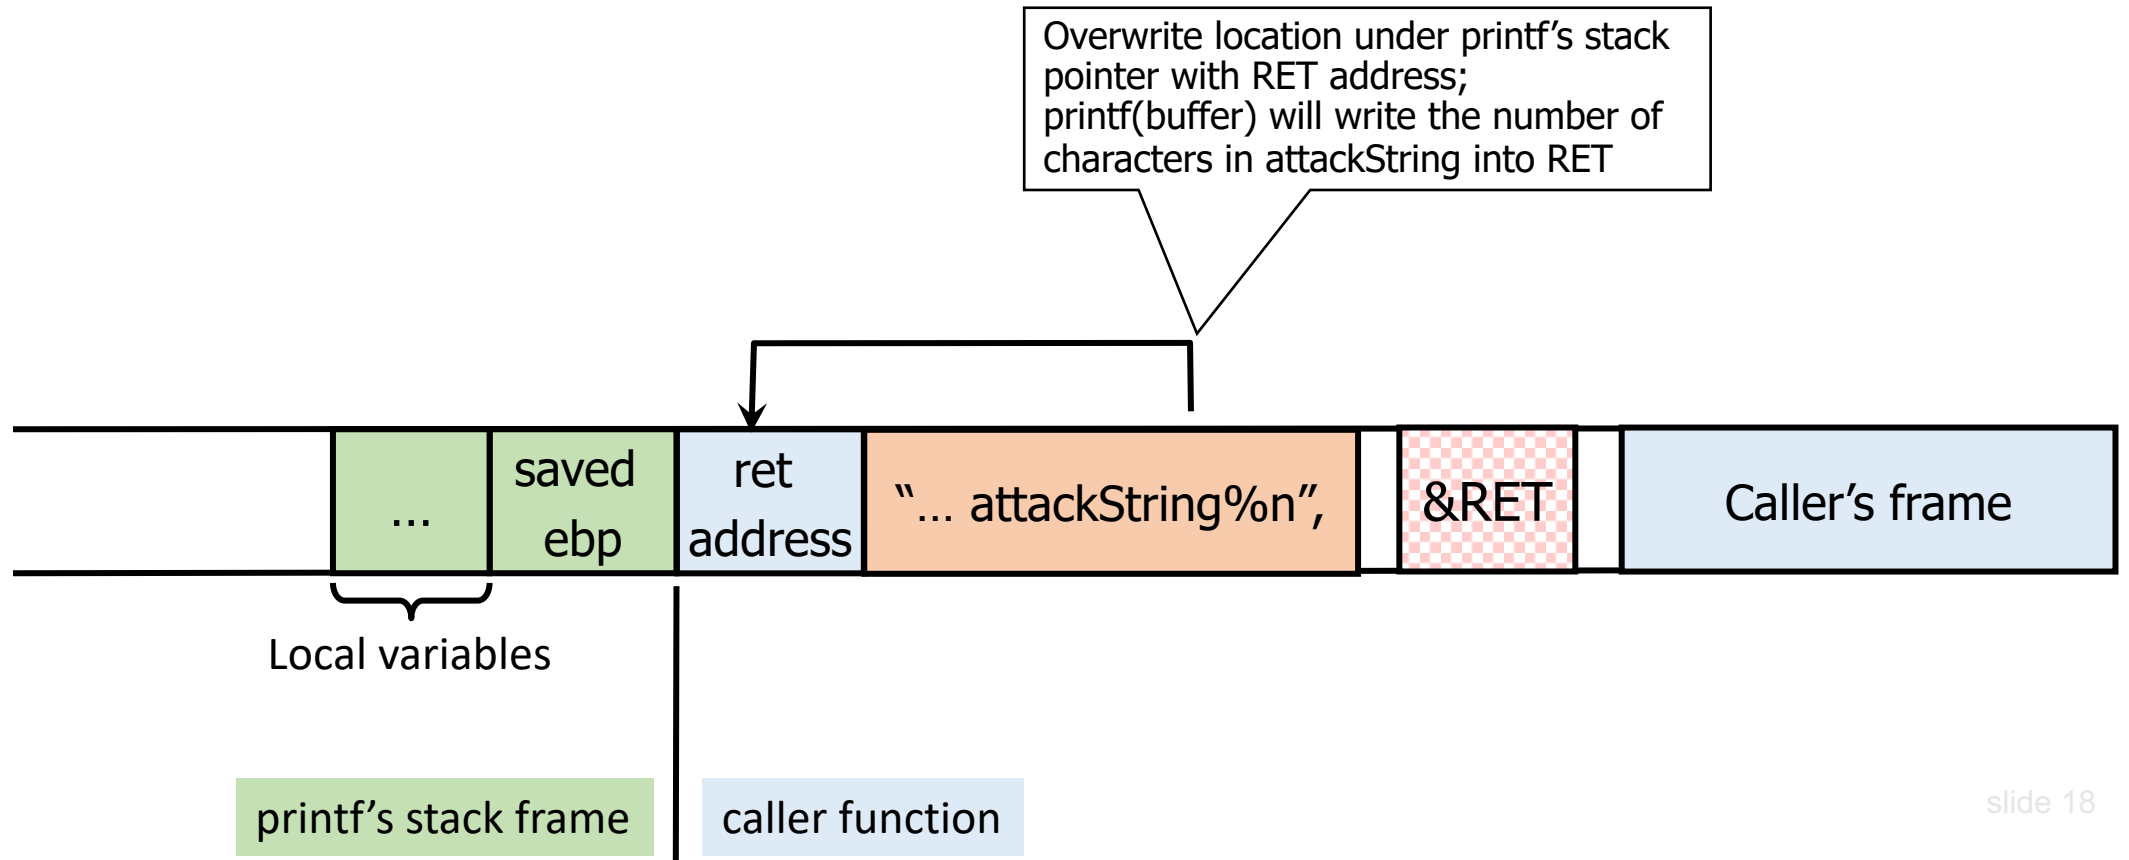 Overwrite location under printf’s stack
pointer with RET address;
printf(buffer) will write the number of
characters in attackString into RET
...
saved
ebp
ret
address
“... attackString%n”,
&RET
Caller’s frame
Local variables
printf’s stack frame
caller function
slide 18